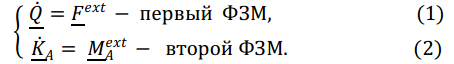 Q̇ = F^ext − первый ФЗМ, (1)
K̇_A = M_A^ext − второй ФЗМ. (2)